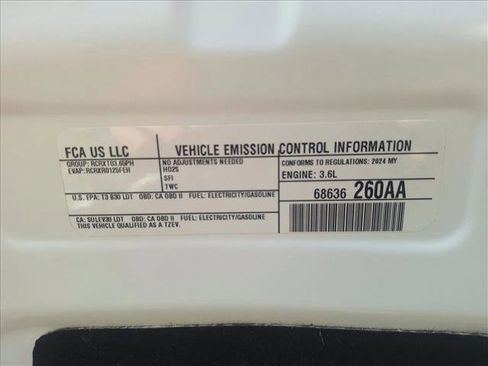 FCA US LLC
VEHICLE EMISSION CONTROL INFORMATION
GROUP: RCRXT03.65PH
EVAP: RCRXR0125FEH
NO ADJUSTMENTS NEEDED
HO2S
SFI
TWC
CONFORMS TO REGULATIONS: 2024 MY
ENGINE: 3.6L
U.S. EPA: T3 B30 LDT OBD: CA OBD II FUEL: ELECTRICITY/GASOLINE
68636 260AA
CA: SULEV30 LDT OBD: CA OBD II FUEL: ELECTRICITY/GASOLINE
THIS VEHICLE QUALIFIED AS A TZEV.